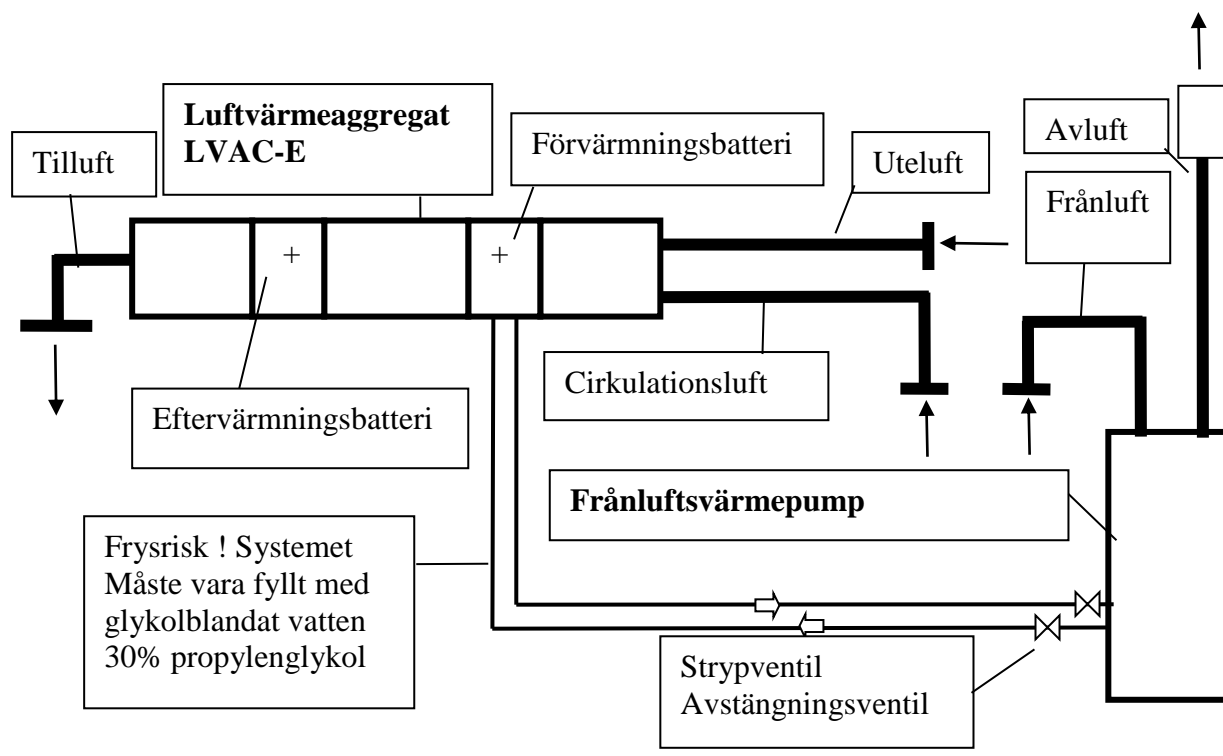 Luftvärmeaggregat
LVAC-E
Tilluft
Förvärmningsbatteri
Uteluft
Avluft
Frånluft
+
+
Cirkulationsluft
Eftervärmningsbatteri
Frånluftsvärmepump
Frysrisk ! Systemet
Måste vara fyllt med
glykolblandat vatten
30% propylenglykol
Strypventil
Avstängningsventil